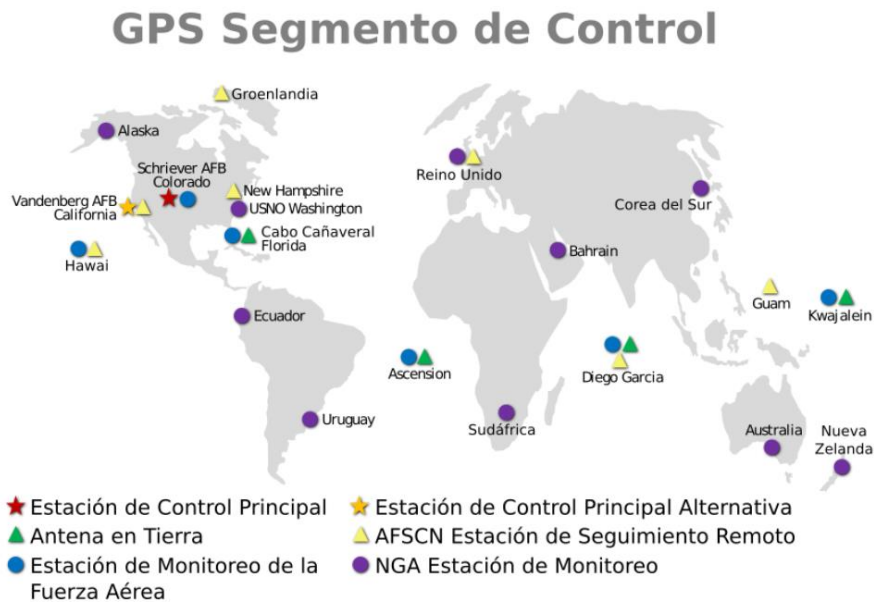 GPS Segmento de Control
Groenlandia
Alaska
Schriever AFB
Colorado
New Hampshire
Vandenberg AFB
California
USNO Washington
Cabo Cañaveral
Florida
Hawai
Reino Unido
Corea del Sur
Bahrain
Guam
Kwajalein
Ecuador
Ascension
Diego Garcia
Uruguay
Sudáfrica
Australia
Nueva
Zelanda
Estación de Control Principal
Estación de Control Principal Alternativa
Antena en Tierra
AFSCN Estación de Seguimiento Remoto
Estación de Monitoreo de la
Fuerza Aérea
NGA Estación de Monitoreo